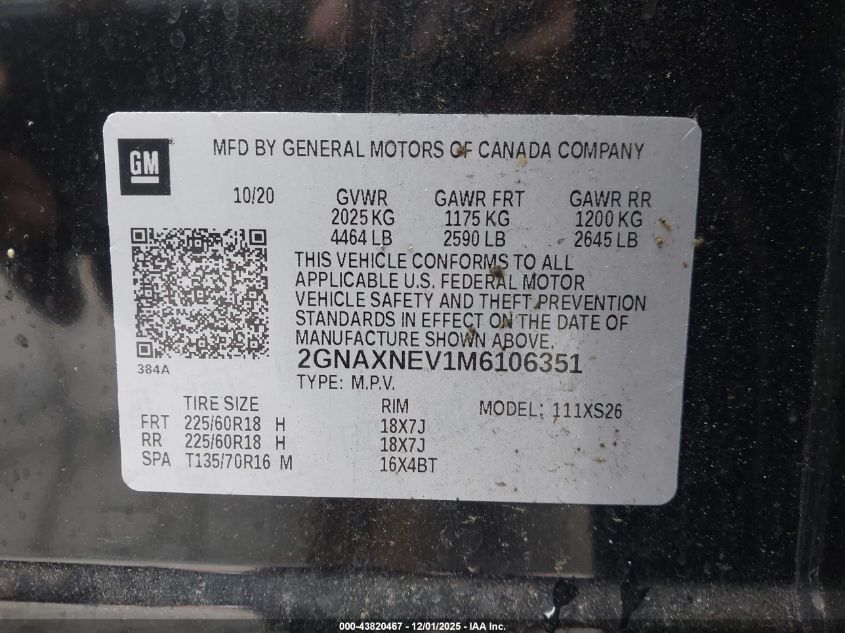 GM
MFD BY GENERAL MOTORS OF CANADA COMPANY
10/20 GVWR GAWR FRT GAWR RR
2025 KG 1175 KG 1200 KG
4464 LB 2590 LB 2645 LB
THIS VEHICLE CONFORMS TO ALL
APPLICABLE U.S. FEDERAL MOTOR
VEHICLE SAFETY AND THEFT PREVENTION
STANDARDS IN EFFECT ON THE DATE OF
MANUFACTURE SHOWN ABOVE.
384A
2GNAXNEV1M6106351
TYPE: M.P.V.
TIRE SIZE RIM MODEL: 111XS26
FRT 225/60R18 H 18X7J
RR 225/60R18 H 18X7J
SPA T135/70R16 M 16X4BT
000-43820467 - 12/01/2025 - IAA Inc.